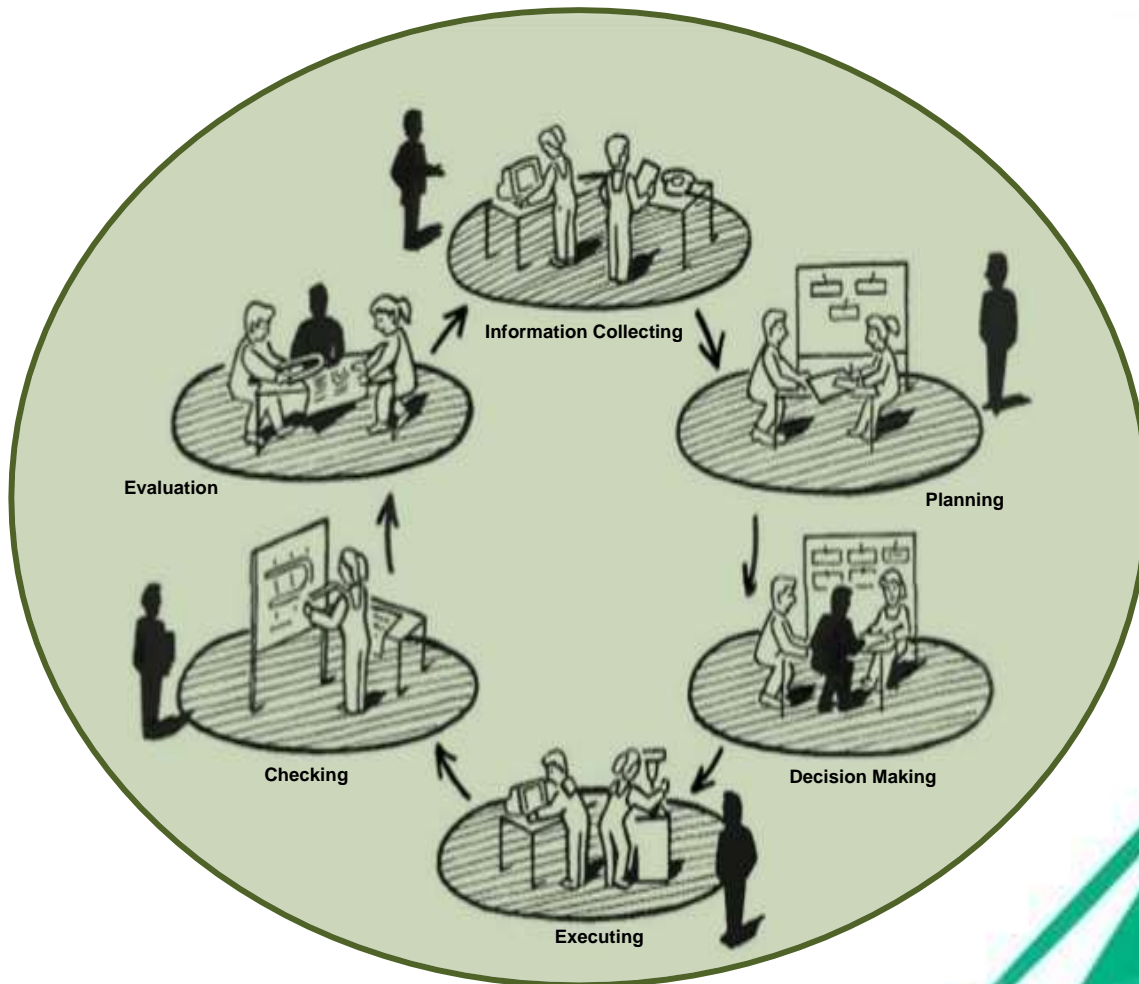 Information Collecting
Planning
Decision Making
Executing
Checking
Evaluation